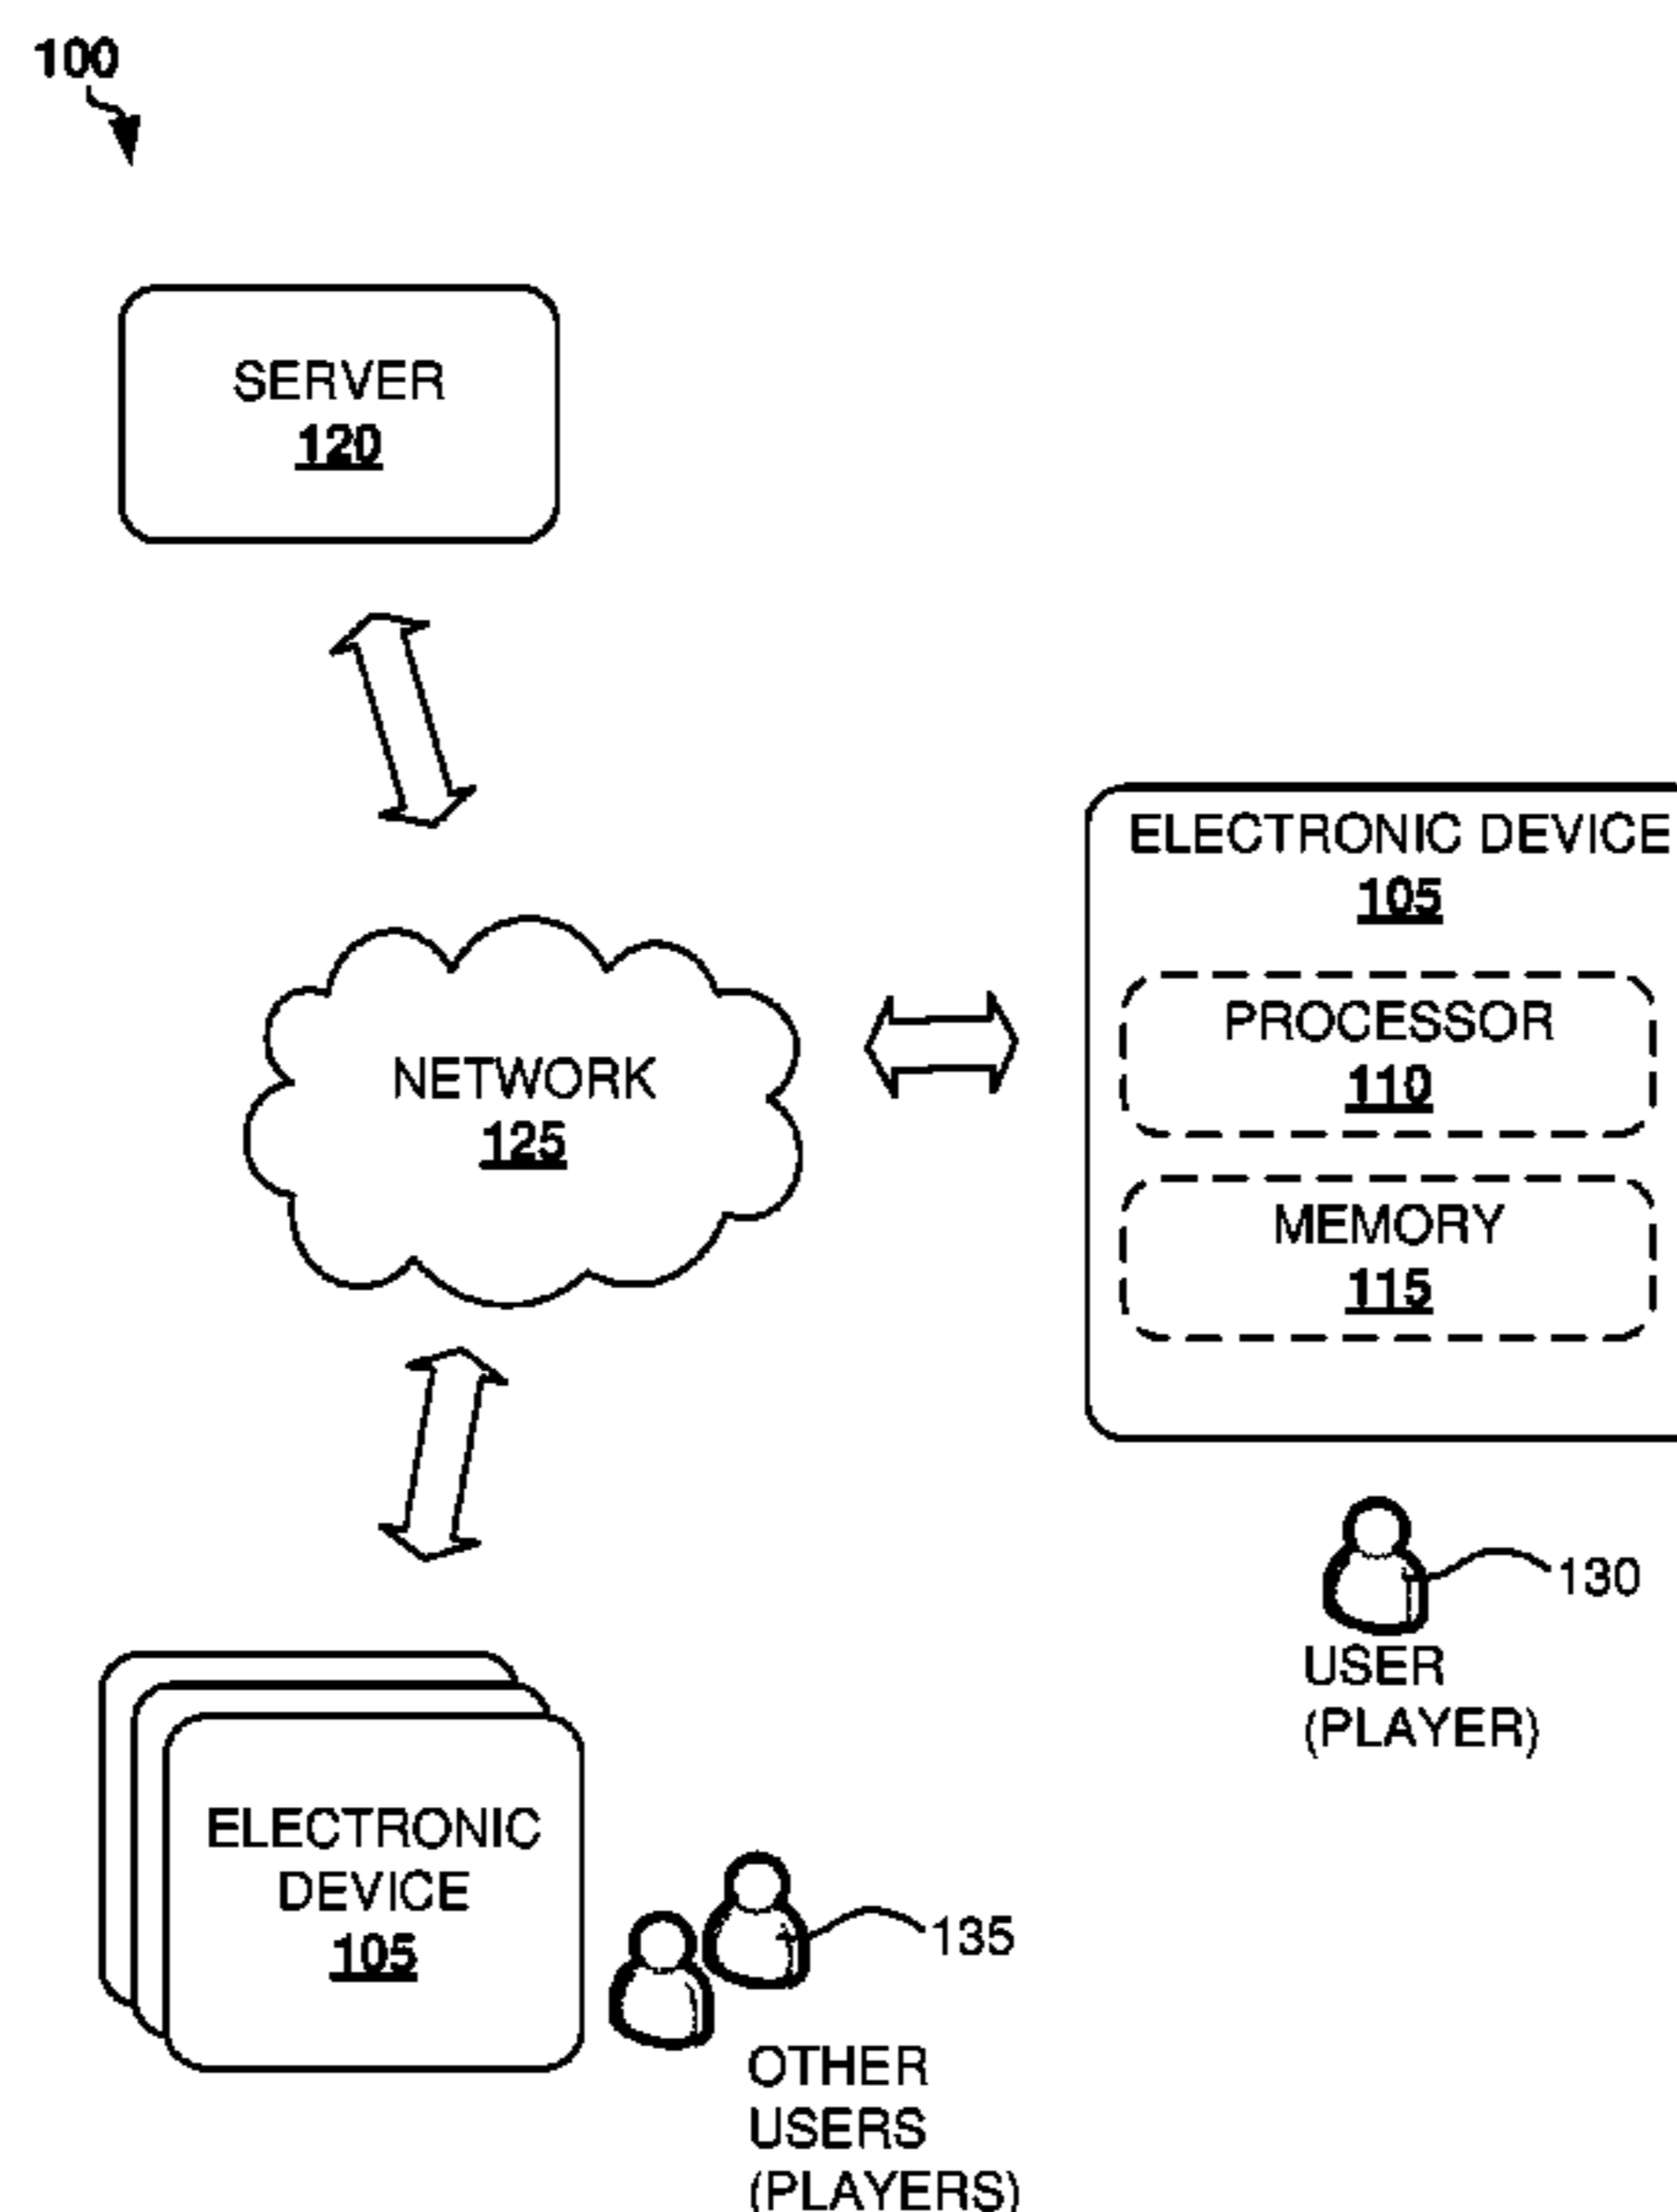 100
SERVER
120
ELECTRONIC DEVICE
105
PROCESSOR
110
NETWORK
125
MEMORY
115
130
USER
(PLAYER)
ELECTRONIC
DEVICE
105
135
OTHER
USERS
(PLAYERS)